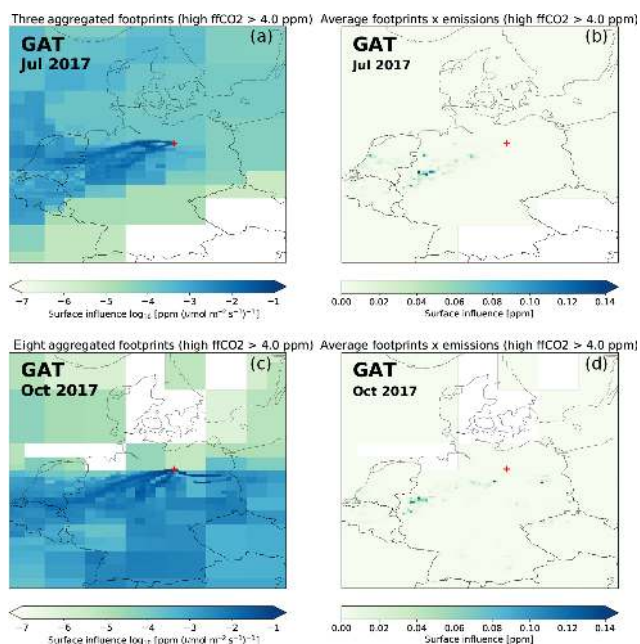 Three aggregated footprints (high ffCO2 > 4.0 ppm)
Average footprints x emissions (high ffCO2 > 4.0 ppm)
GAT
Jul 2017
(a)
GAT
Jul 2017
(b)
−7 −6 −5 −4 −3 −2 −1
Surface influence log₁₀ [ppm (μmol m⁻² s⁻¹)⁻¹]
0.00 0.02 0.04 0.06 0.08 0.10 0.12 0.14
Surface influence [ppm]
Eight aggregated footprints (high ffCO2 > 4.0 ppm)
Average footprints x emissions (high ffCO2 > 4.0 ppm)
GAT
Oct 2017
(c)
GAT
Oct 2017
(d)
−7 −6 −5 −4 −3 −2 −1
Surface influence log₁₀ [ppm (μmol m⁻² s⁻¹)⁻¹]
0.00 0.02 0.04 0.06 0.08 0.10 0.12 0.14
Surface influence [ppm]